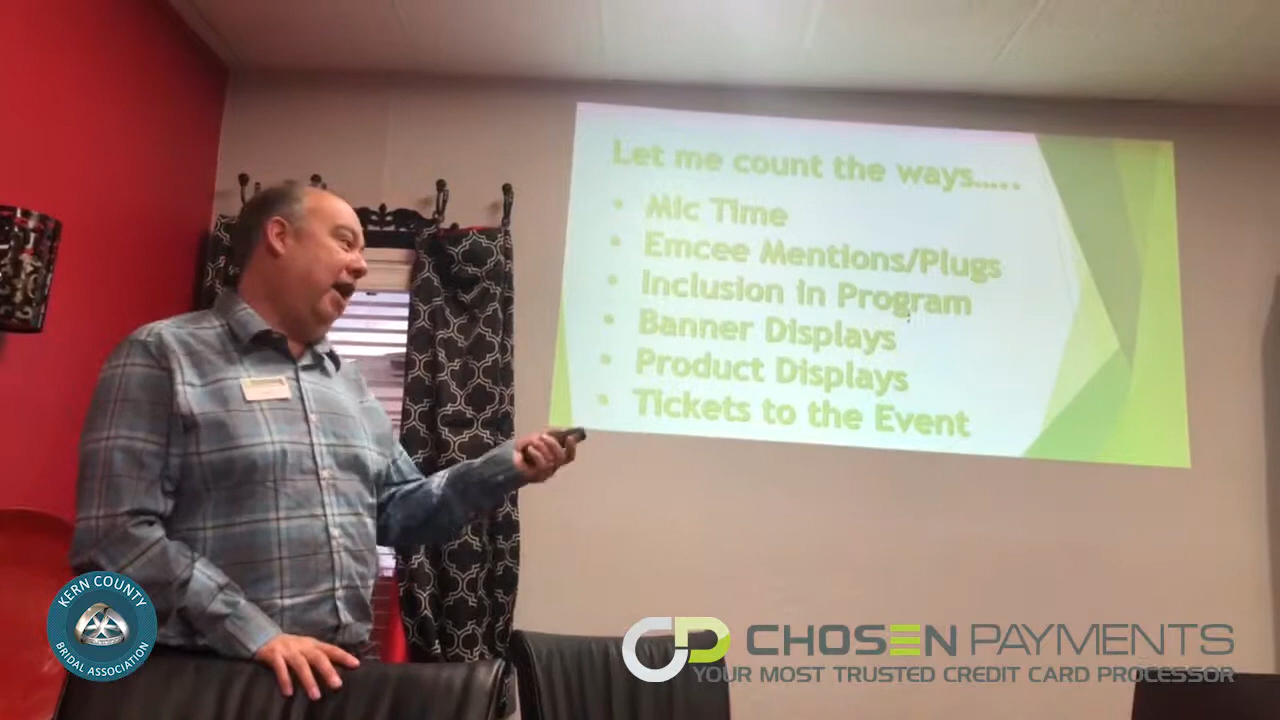 Let me count the ways.....
• Mic Time
• Emcee Mentions/Plugs
• Inclusion in Program
• Banner Displays
• Product Displays
• Tickets to the Event
KERN COUNTY
BRIDAL ASSOCIATION
CHOSEN PAYMENTS
YOUR MOST TRUSTED CREDIT CARD PROCESSOR